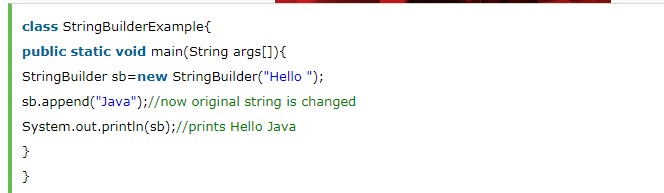 class StringBuilderExample{
public static void main(String args[]){
StringBuilder sb=new StringBuilder("Hello ");
sb.append("Java");//now original string is changed
System.out.println(sb);//prints Hello Java
}
}